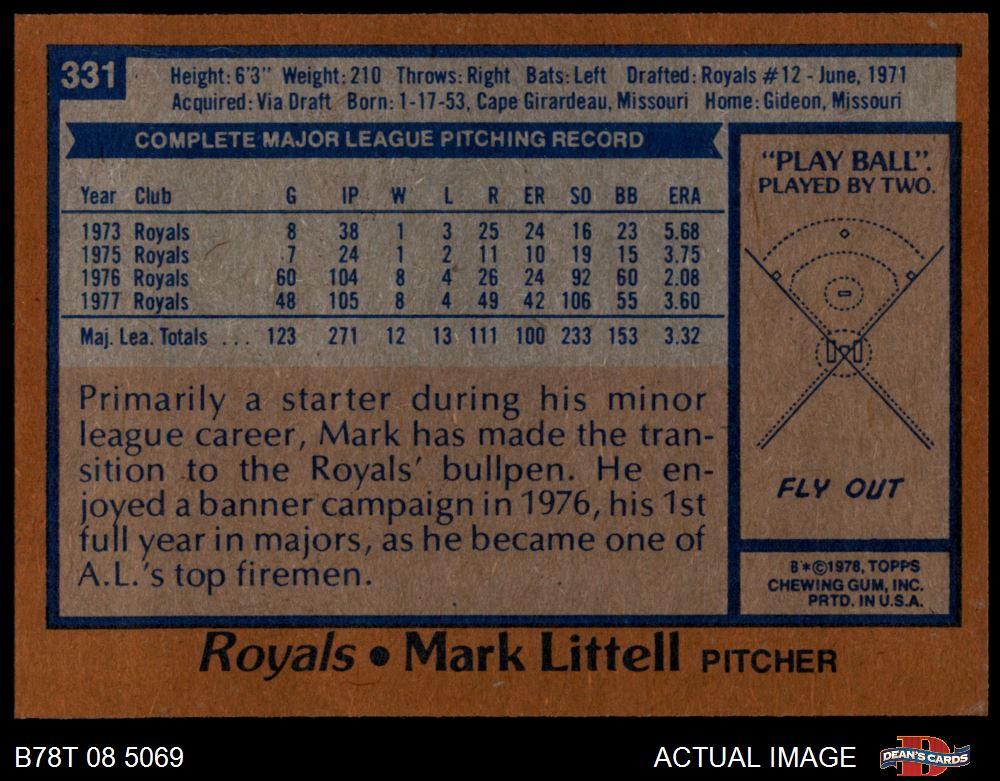 331
Height: 6'3" Weight: 210 Throws: Right Bats: Left Drafted: Royals #12 - June, 1971
Acquired: Via Draft Born: 1-17-53, Cape Girardeau, Missouri Home: Gideon, Missouri
COMPLETE MAJOR LEAGUE PITCHING RECORD
Year Club G IP W L R ER SO BB ERA
1973 Royals 8 38 1 3 25 24 16 23 5.68
1975 Royals 7 24 1 2 11 10 19 15 3.75
1976 Royals 60 104 8 4 26 24 92 60 2.08
1977 Royals 48 105 8 4 49 42 106 55 3.60
Maj. Lea. Totals ... 123 271 12 13 111 100 233 153 3.32
Primarily a starter during his minor
league career, Mark has made the tran-
sition to the Royals' bullpen. He en-
joyed a banner campaign in 1976, his 1st
full year in majors, as he became one of
A.L.'s top firemen.
"PLAY BALL".
PLAYED BY TWO.
FLY OUT
B*©1978, TOPPS
CHEWING GUM, INC.
PRTD. IN U.S.A.
Royals • Mark Littell PITCHER
B78T 08 5069
ACTUAL IMAGE
DEAN'S CARDS